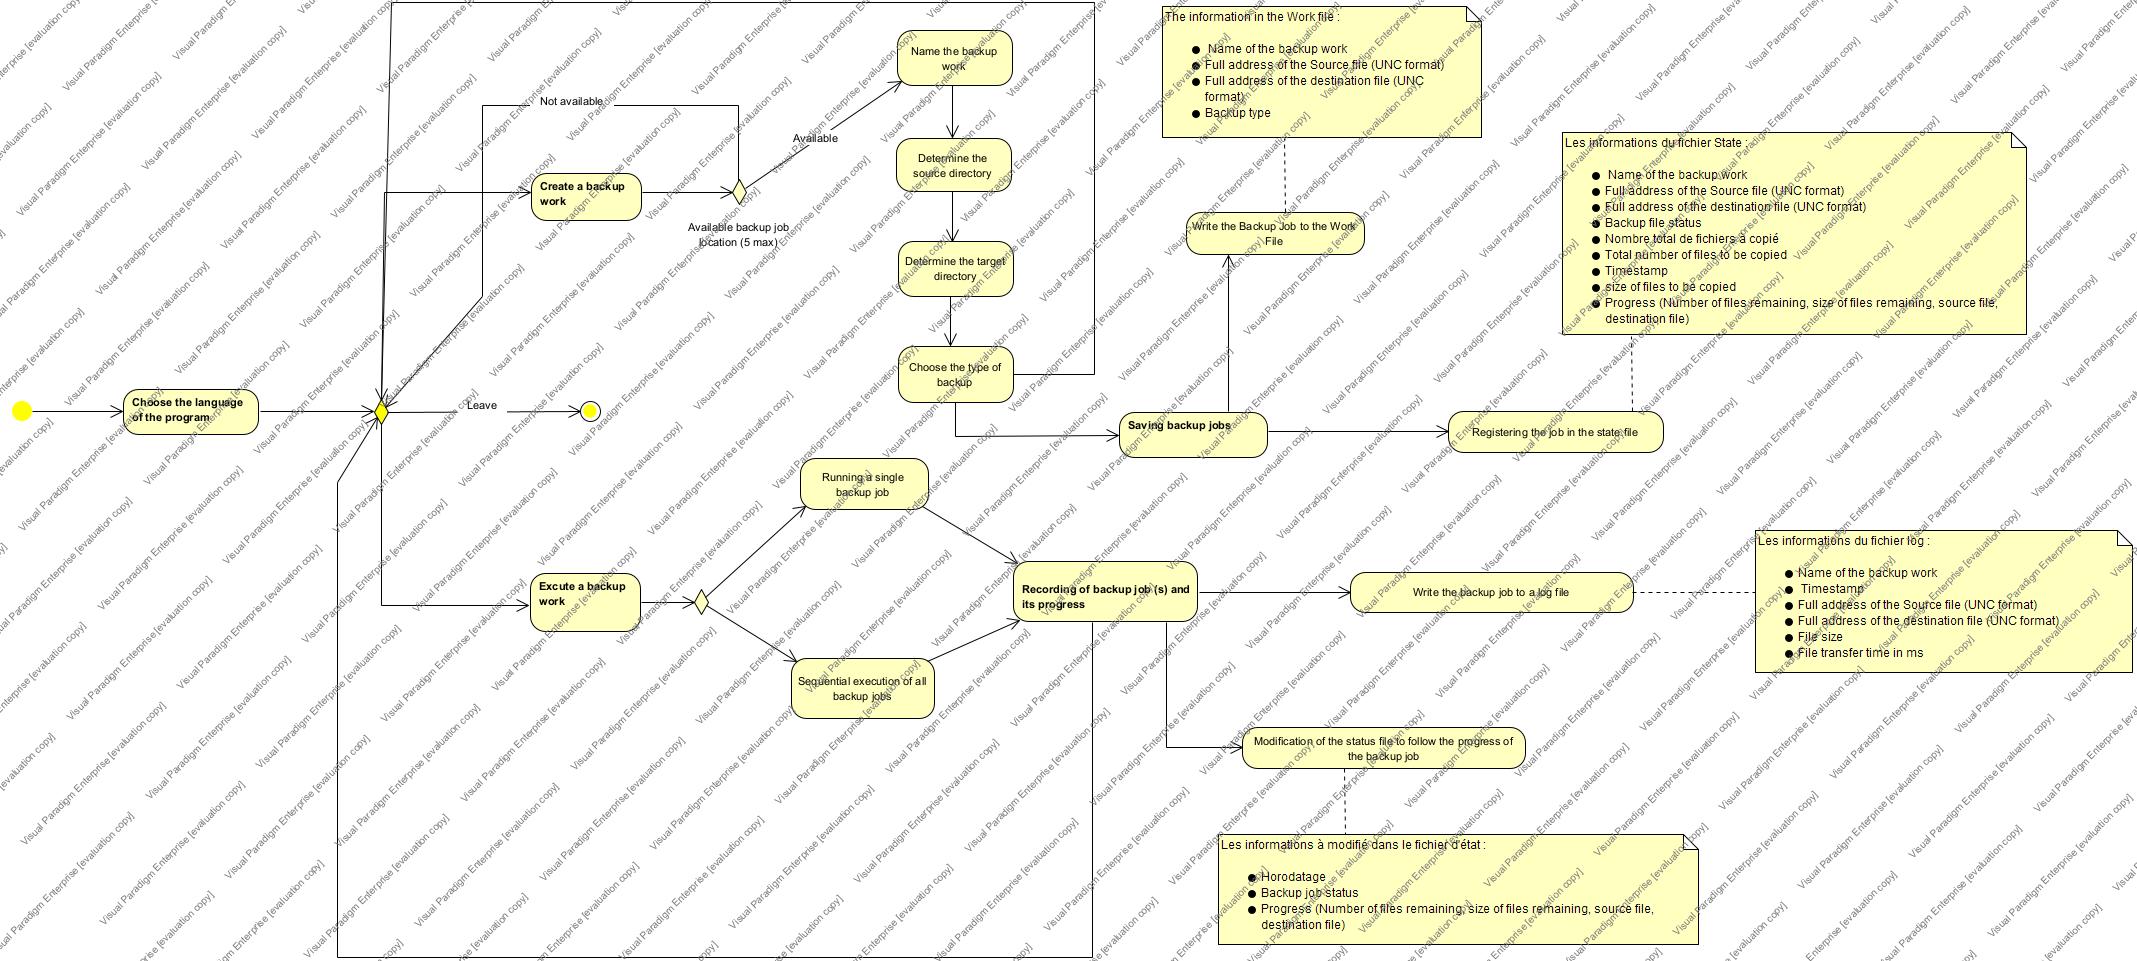 Name the backup
work
The information in the Work file :
Name of the backup work
Full address of the Source file (UNC format)
Full address of the destination file (UNC
format)
Backup type
Not available
Available
Create a backup
work
Available backup job
location (5 max)
Determine the
source directory
Determine the target
directory
Choose the type of
backup
Write the Backup Job to the Work
File
Les informations du fichier State :
Name of the backup work
Full address of the Source file (UNC format)
Full address of the destination file (UNC format)
Backup file status
Nombre total de fichiers à copié
Total number of files to be copied
Timestamp
size of files to be copied
Progress (Number of files remaining, size of files remaining, source file,
destination file)
Choose the language
of the program
Leave
Saving backup jobs
Registering the job in the state file
Running a single
backup job
Excute a backup
work
Sequential execution of all
backup jobs
Recording of backup job (s) and
its progress
Write the backup job to a log file
Les informations du fichier log :
Name of the backup work
Timestamp
Full address of the Source file (UNC format)
Full address of the destination file (UNC format)
File size
File transfer time in ms
Modification of the status file to follow the progress of
the backup job
Les informations à modifié dans le fichier d'état :
Horodatage
Backup job status
Progress (Number of files remaining, size of files remaining, source file,
destination file)
Visual Paradigm Enterprise [evaluation copy]